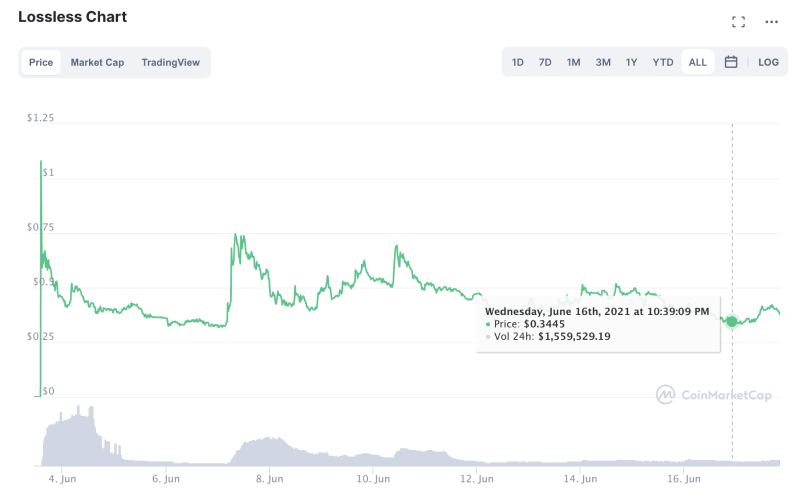 Lossless Chart
Price Market Cap TradingView
1D 7D 1M 3M 1Y YTD ALL LOG
$1.25
$1
$0.75
$0.5
Wednesday, June 16th, 2021 at 10:39:09 PM
Price: $0.3445
Vol 24h: $1,559,529.19
$0.25
$0
CoinMarketCap
4. Jun 6. Jun 8. Jun 10. Jun 12. Jun 14. Jun 16. Jun